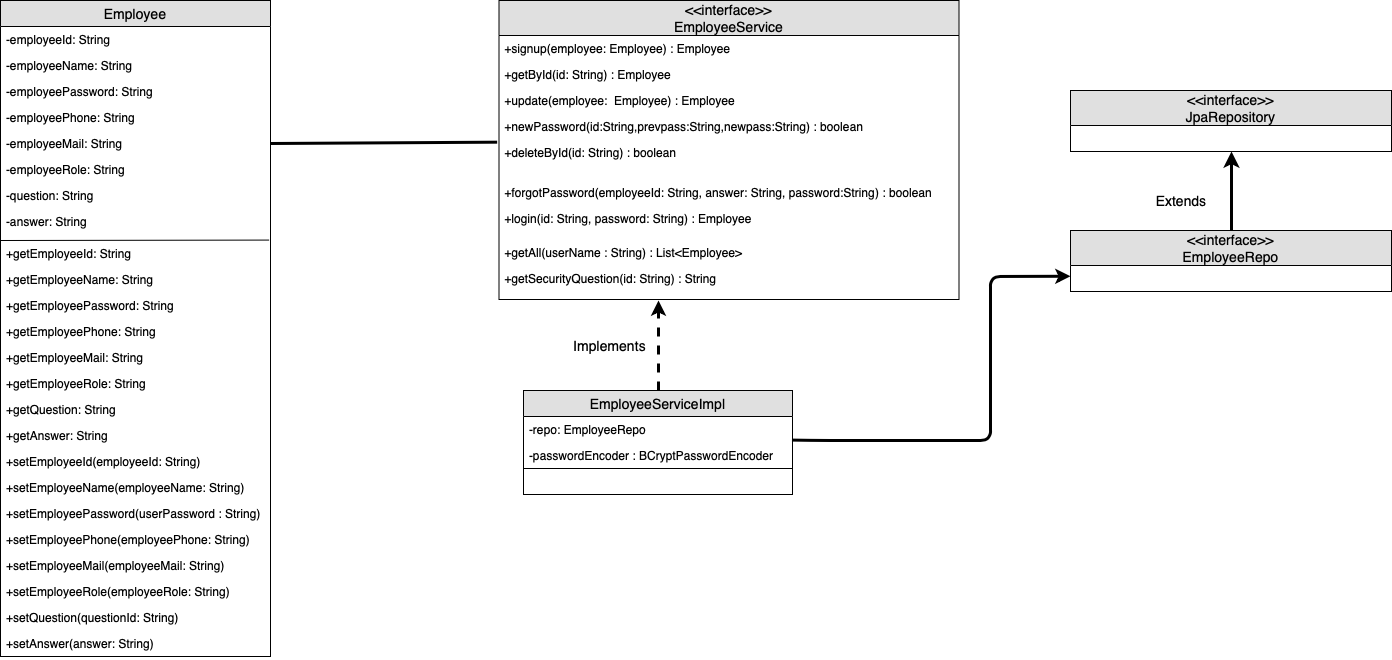 Employee
-employeeId: String
-employeeName: String
-employeePassword: String
-employeePhone: String
-employeeMail: String
-employeeRole: String
-question: String
-answer: String
+getEmployeeId: String
+getEmployeeName: String
+getEmployeePassword: String
+getEmployeePhone: String
+getEmployeeMail: String
+getEmployeeRole: String
+getQuestion: String
+getAnswer: String
+setEmployeeId(employeeId: String)
+setEmployeeName(employeeName: String)
+setEmployeePassword(userPassword : String)
+setEmployeePhone(employeePhone: String)
+setEmployeeMail(employeeMail: String)
+setEmployeeRole(employeeRole: String)
+setQuestion(questionId: String)
+setAnswer(answer: String)
<<interface>>
EmployeeService
+signup(employee: Employee) : Employee
+getById(id: String) : Employee
+update(employee:  Employee) : Employee
+newPassword(id:String,prevpass:String,newpass:String) : boolean
+deleteById(id: String) : boolean
+forgotPassword(employeeId: String, answer: String, password:String) : boolean
+login(id: String, password: String) : Employee
+getAll(userName : String) : List<Employee>
+getSecurityQuestion(id: String) : String
Implements
EmployeeServiceImpl
-repo: EmployeeRepo
-passwordEncoder : BCryptPasswordEncoder
<<interface>>
JpaRepository
Extends
<<interface>>
EmployeeRepo